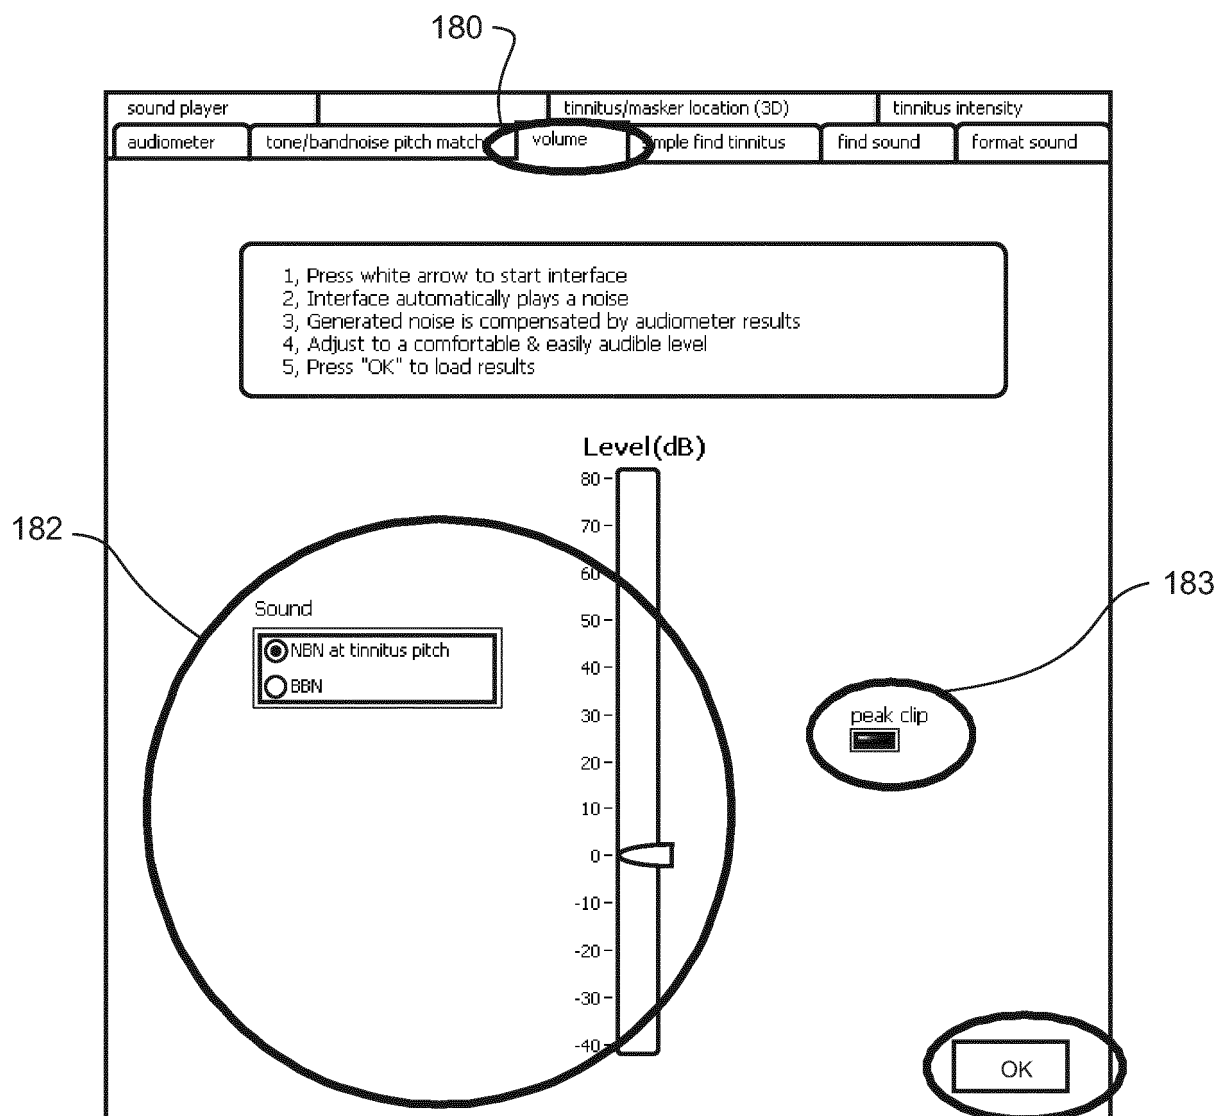 180
sound player
tinnitus/masker location (3D)
tinnitus intensity
audiometer
tone/bandnoise pitch match
volume
find tinnitus
find sound
format sound
1, Press white arrow to start interface
2, Interface automatically plays a noise
3, Generated noise is compensated by audiometer results
4, Adjust to a comfortable & easily audible level
5, Press "OK" to load results
Level(dB)
80
70
60
50
40
30
20
10
0
-10
-20
-30
-40
182
Sound
NBN at tinnitus pitch
BBN
183
peak clip
OK